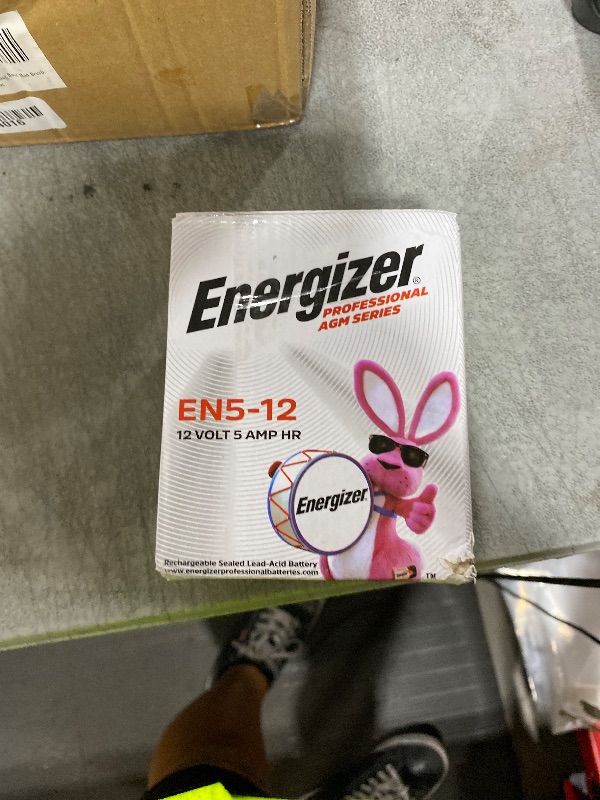 4016
Energizer®
PROFESSIONAL
AGM SERIES
EN5-12
12 VOLT 5 AMP HR
Energizer
Rechargeable Sealed Lead-Acid Battery
www.energizerprofessionalbatteries.com
™